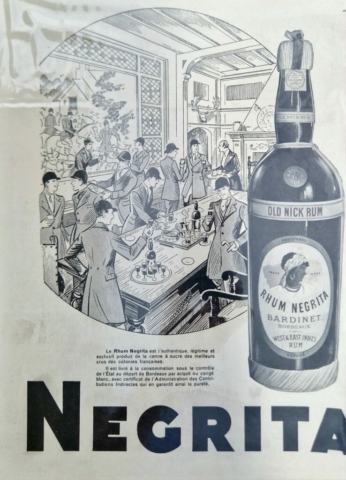 OLD NICK RUM
RHUM NEGRITA
BARDINET
BORDEAUX
WEST & EAST INDIES
RUM
Le Rhum Negrita est l'authentique, légitime et
exclusif produit de la canne à sucre des meilleurs
crus des colonies françaises.
Il est livré à la consommation sous le contrôle
de l'État au départ de Bordeaux par acquit ou congé
blanc, avec certificat de l'Administration des Contri-
butions Indirectes qui en garantit ainsi la pureté.
NEGRITA